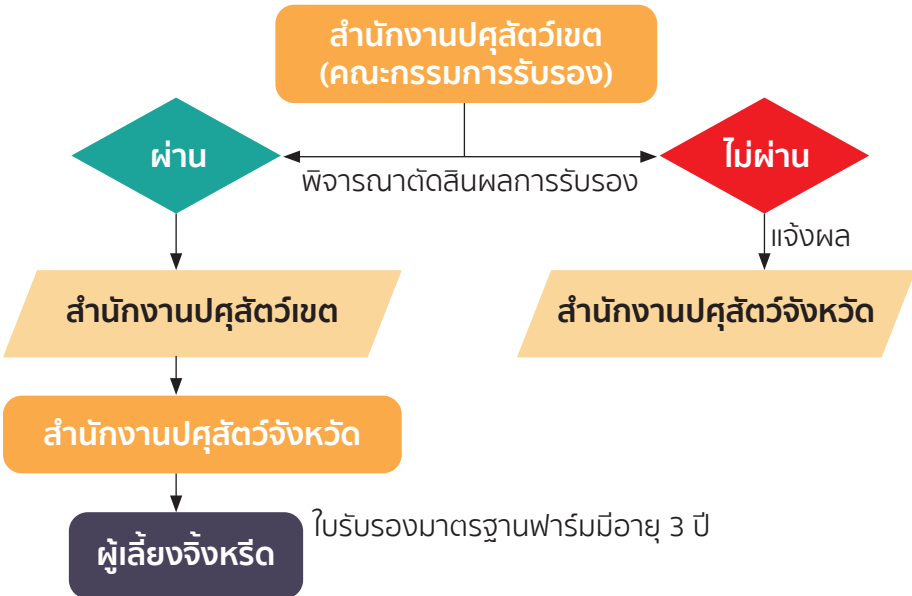 สำนักงานปศุสัตว์เขต
(คณะกรรมการรับรอง)
ผ่าน
ไม่ผ่าน
พิจารณาตัดสินผลการรับรอง
แจ้งผล
สำนักงานปศุสัตว์เขต
สำนักงานปศุสัตว์จังหวัด
สำนักงานปศุสัตว์จังหวัด
ใบรับรองมาตรฐานฟาร์มมีอายุ 3 ปี
ผู้เลี้ยงจิ้งหรีด